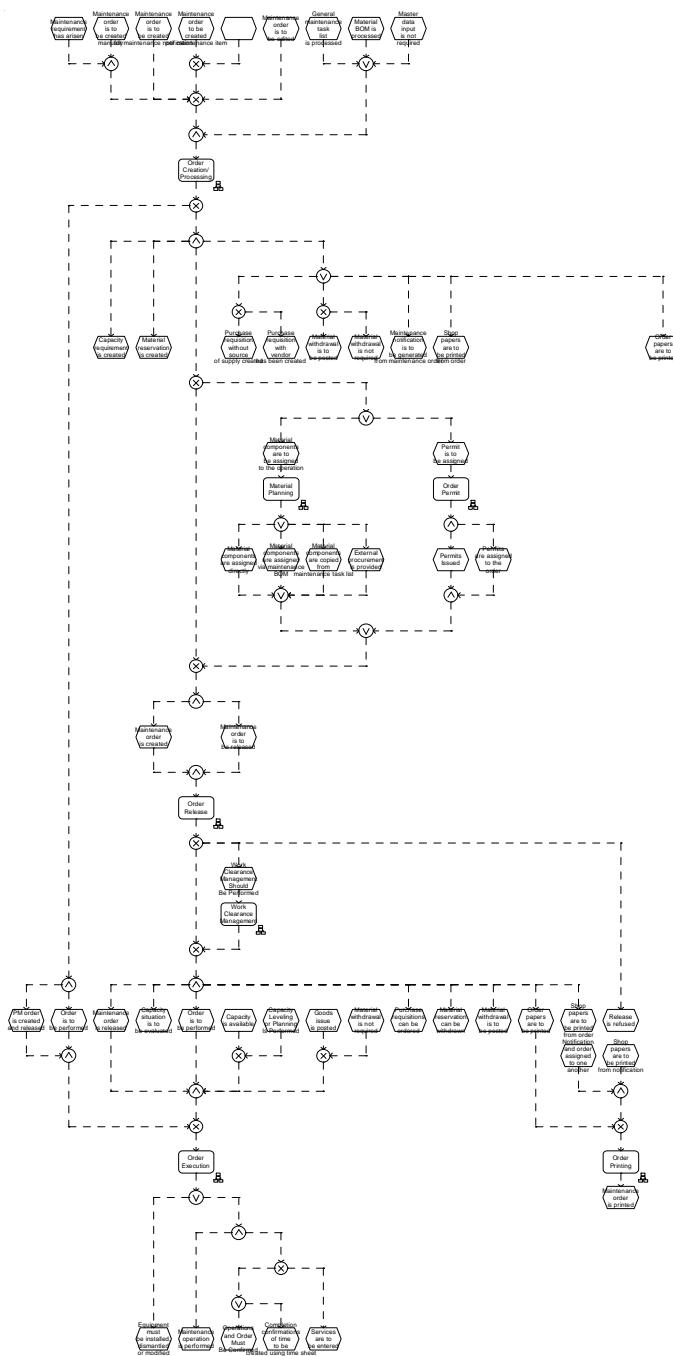 Maintenance
requirement
has arisen
Maintenance
order
is to
be created
manually
Maintenance
order
is to be
created
Maintenance
order
to be
created
per maintenance item
Maintenance
order
is to
be edited
General
maintenance
task
list
is processed
Material
BOM is
processed
Master
data
input
is not
required
Order
Creation/
Processing
Capacity
requirement
is created
Material
reservation
is created
Purchase
requisition
without
source
of supply created
Purchase
requisition
with
vendor
has been created
Material
withdrawal
is to
be posted
Material
withdrawal
is not
required
Maintenance
notification
is to
be generated
from maintenance order
Shop
papers
are to
be printed
from order
Order
papers
are to
be printe
Material
components
are to
be assigned
to the operation
Permit
is to
be assigned
Material
Planning
Order
Permit
Material
components
are assigned
directly
Material
components
are assigned
via maintenance
BOM
Material
components
are copied
from
maintenance task list
External
procurement
is provided
Permits
Issued
Permits
are assigned
to the
order
Maintenance
order
is created
Maintenance
order
is to
be released
Order
Release
Work
Clearance
Management
Should
Be Performed
Work
Clearance
Management
PM order
is created
and released
Order
is to
be performed
Maintenance
order
is released
Capacity
situation
is to
be evaluated
Order
is to
be performed
Capacity
is available
Capacity
Leveling
or Planning
Is Performed
Goods
issue
is posted
Material
withdrawal
is not
required
Purchase
requisitions
can be
ordered
Material
reservation
can be
withdrawn
Material
withdrawal
is to
be posted
Order
papers
are to
be printed
Shop
papers
are to
be printed
from order
Release
is refused
Notification
and order
assigned
to one
another
Shop
papers
are to
be printed
from notification
Order
Execution
Order
Printing
Maintenance
order
is printed
Equipment
must
be installed,
dismantled
or modified
Maintenance
operation
is performed
Operations
and Order
Must
Be Confirmed
Completion
confirmations
of time
to be
created using time sheet
Services
are to
be entered